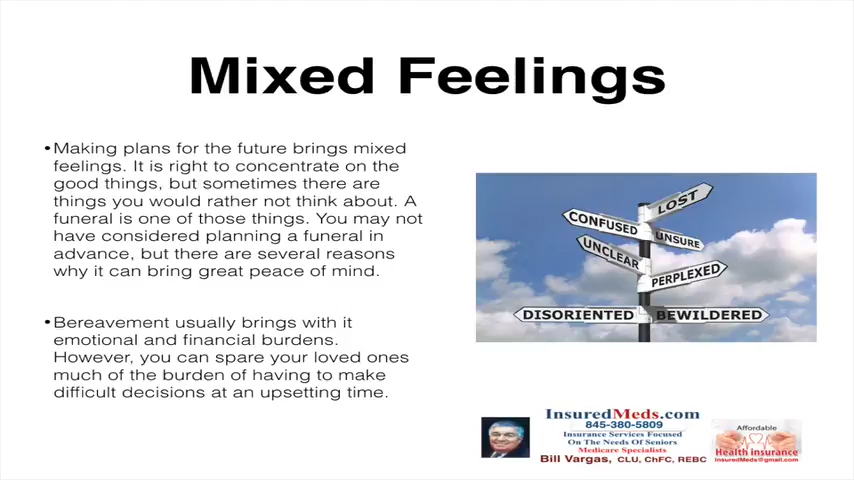 Mixed Feelings
•Making plans for the future brings mixed
feelings. It is right to concentrate on the
good things, but sometimes there are
things you would rather not think about. A
funeral is one of those things. You may not
have considered planning a funeral in
advance, but there are several reasons
why it can bring great peace of mind.
•Bereavement usually brings with it
emotional and financial burdens.
However, you can spare your loved ones
much of the burden of having to make
difficult decisions at an upsetting time.
LOST
CONFUSED
UNSURE
UNCLEAR
PERPLEXED
DISORIENTED
BEWILDERED
InsuredMeds.com
845-380-5809
Insurance Services Focused
On The Needs Of Seniors
Medicare Specialists
Bill Vargas, CLU, ChFC, REBC
Affordable
Health insurance
InsuredMeds@gmail.com